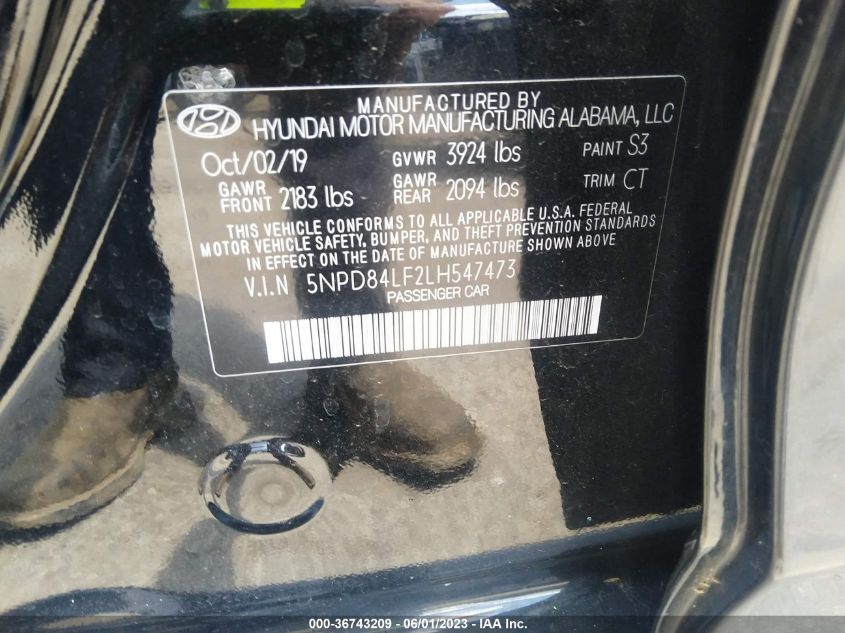 MANUFACTURED BY
HYUNDAI MOTOR MANUFACTURING ALABAMA, LLC
Oct/02/19 GVWR 3924 lbs PAINT S3
GAWR FRONT 2183 lbs GAWR REAR 2094 lbs TRIM CT
THIS VEHICLE CONFORMS TO ALL APPLICABLE U.S.A. FEDERAL
MOTOR VEHICLE SAFETY, BUMPER, AND THEFT PREVENTION STANDARDS
IN EFFECT ON THE DATE OF MANUFACTURE SHOWN ABOVE
V.I.N 5NPD84LF2LH547473
PASSENGER CAR
000-36743209 - 06/01/2023 - IAA Inc.